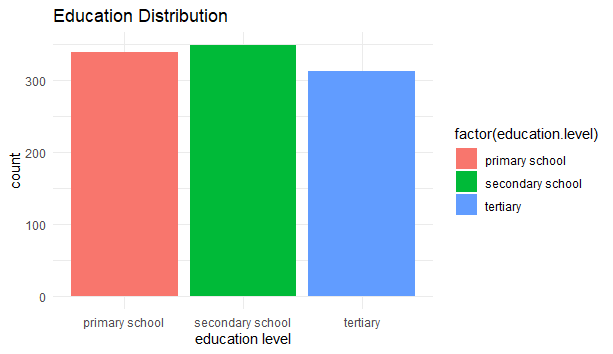 Education Distribution
count
300
200
100
0
primary school
secondary school
tertiary
education level
factor(education.level)
primary school
secondary school
tertiary